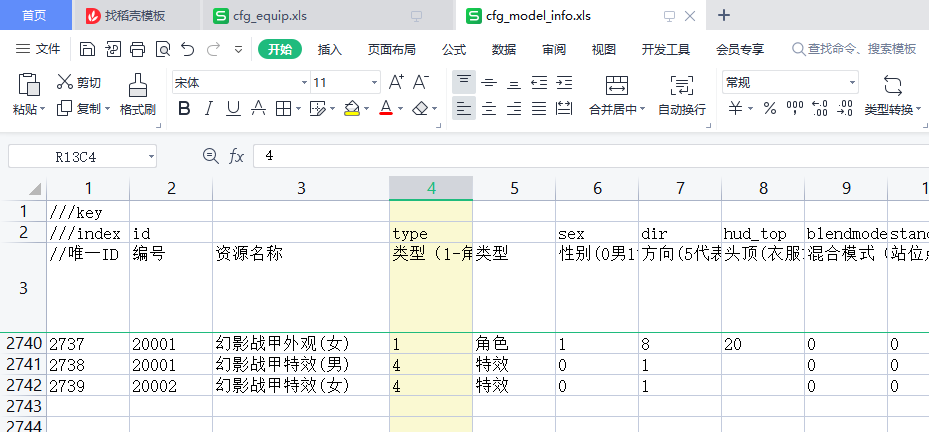 首页 找稻壳模板 cfg_equip.xls cfg_model_info.xls
文件 开始 插入 页面布局 公式 数据 审阅 视图 开发工具 会员专享 查找命令、搜索模板
粘贴 剪切 复制 格式刷 宋体 11 A+ A- B I U A 合并居中 自动换行 常规 ¥ % 类型转换
R13C4 fx 4
1 2 3 4 5 6 7 8 9
1 ///key
2 ///index id type sex dir hud_top blendmode stand
3 //唯一ID 编号 资源名称 类型（1-角 类型 性别(0男1 方向(5代表 头顶(衣服 混合模式（ 站位点
2740 2737 20001 幻影战甲外观(女) 1 角色 1 8 20 0 0
2741 2738 20001 幻影战甲特效(男) 4 特效 0 1 0 0
2742 2739 20002 幻影战甲特效(女) 4 特效 0 1 0 0
2743
2744